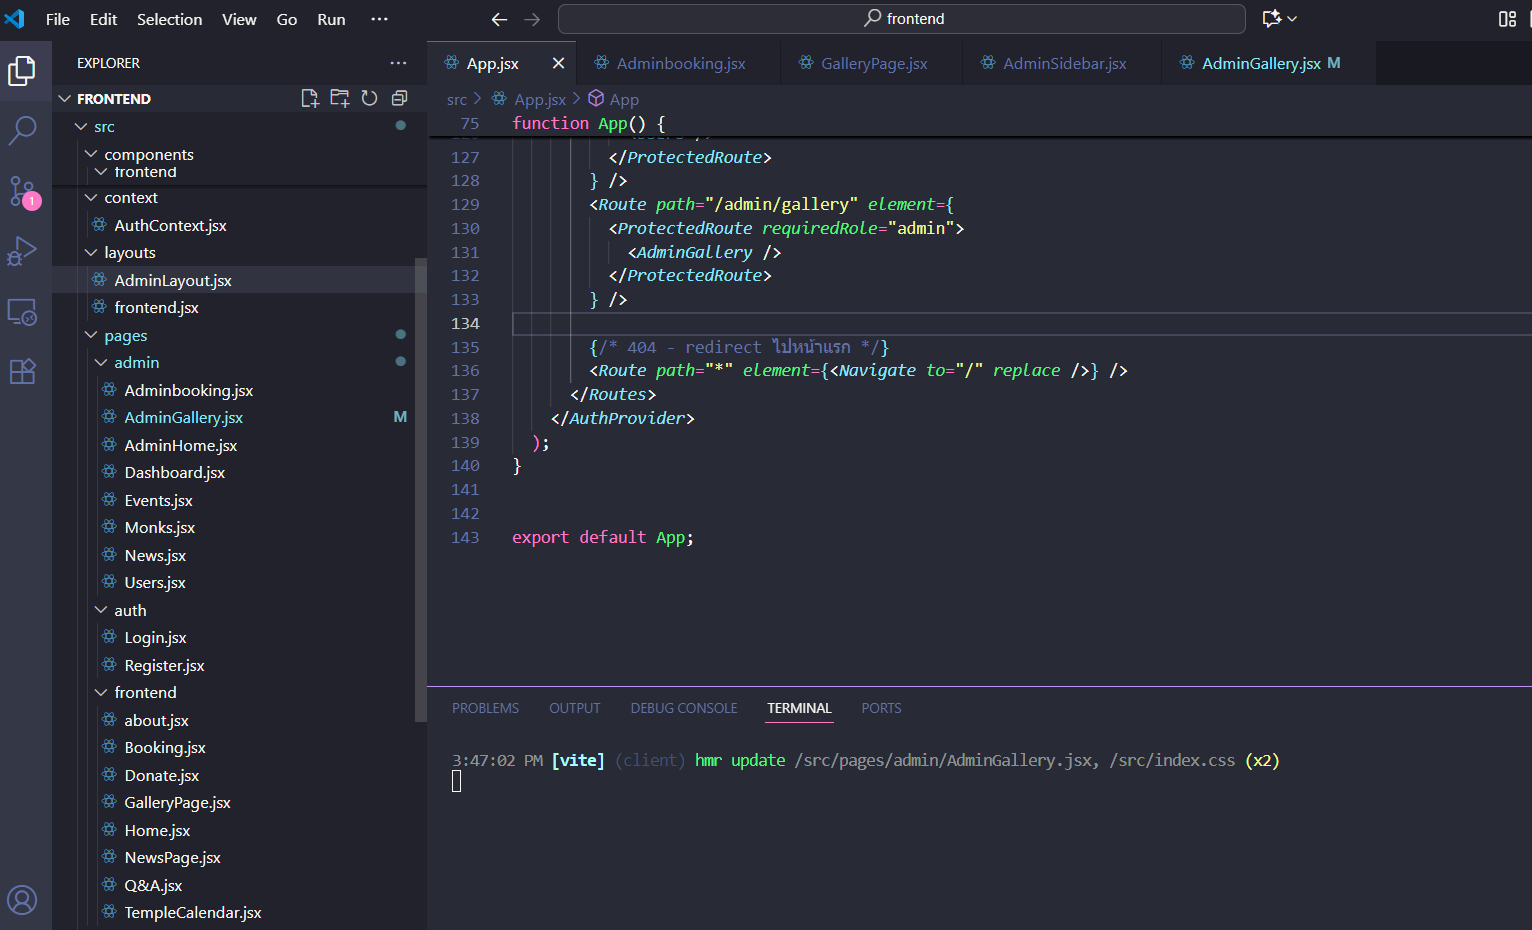 File Edit Selection View Go Run ···
frontend
EXPLORER
FRONTEND
src
components
frontend
context
AuthContext.jsx
layouts
AdminLayout.jsx
frontend.jsx
pages
admin
Adminbooking.jsx
AdminGallery.jsx M
AdminHome.jsx
Dashboard.jsx
Events.jsx
Monks.jsx
News.jsx
Users.jsx
auth
Login.jsx
Register.jsx
frontend
about.jsx
Booking.jsx
Donate.jsx
GalleryPage.jsx
Home.jsx
NewsPage.jsx
Q&A.jsx
TempleCalendar.jsx
1
App.jsx Adminbooking.jsx GalleryPage.jsx AdminSidebar.jsx AdminGallery.jsx M
src > App.jsx > App
75 function App() {
127 </ProtectedRoute>
128 } />
129 <Route path="/admin/gallery" element={
130 <ProtectedRoute requiredRole="admin">
131 <AdminGallery />
132 </ProtectedRoute>
133 } />
134
135 {/* 404 - redirect ไปหน้าแรก */}
136 <Route path="*" element={<Navigate to="/" replace />} />
137 </Routes>
138 </AuthProvider>
139 );
140 }
141
142
143 export default App;
PROBLEMS OUTPUT DEBUG CONSOLE TERMINAL PORTS
3:47:02 PM [vite] (client) hmr update /src/pages/admin/AdminGallery.jsx, /src/index.css (x2)